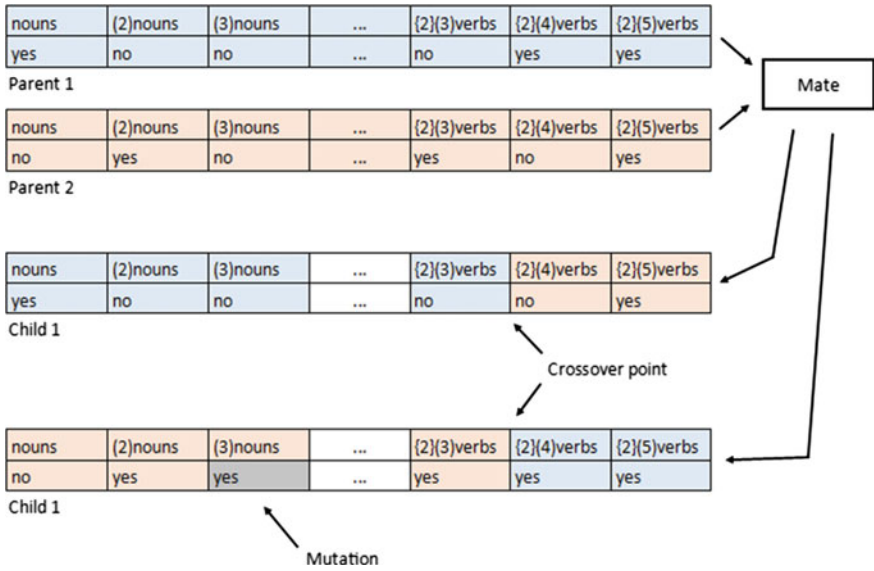 nouns (2)nouns (3)nouns ... {2}(3)verbs {2}(4)verbs {2}(5)verbs
yes no no ... no yes yes
Parent 1
Mate
nouns (2)nouns (3)nouns ... {2}(3)verbs {2}(4)verbs {2}(5)verbs
no yes no ... yes no yes
Parent 2
nouns (2)nouns (3)nouns ... {2}(3)verbs {2}(4)verbs {2}(5)verbs
yes no no ... no no yes
Child 1
Crossover point
nouns (2)nouns (3)nouns ... {2}(3)verbs {2}(4)verbs {2}(5)verbs
no yes yes ... yes yes yes
Child 1
Mutation